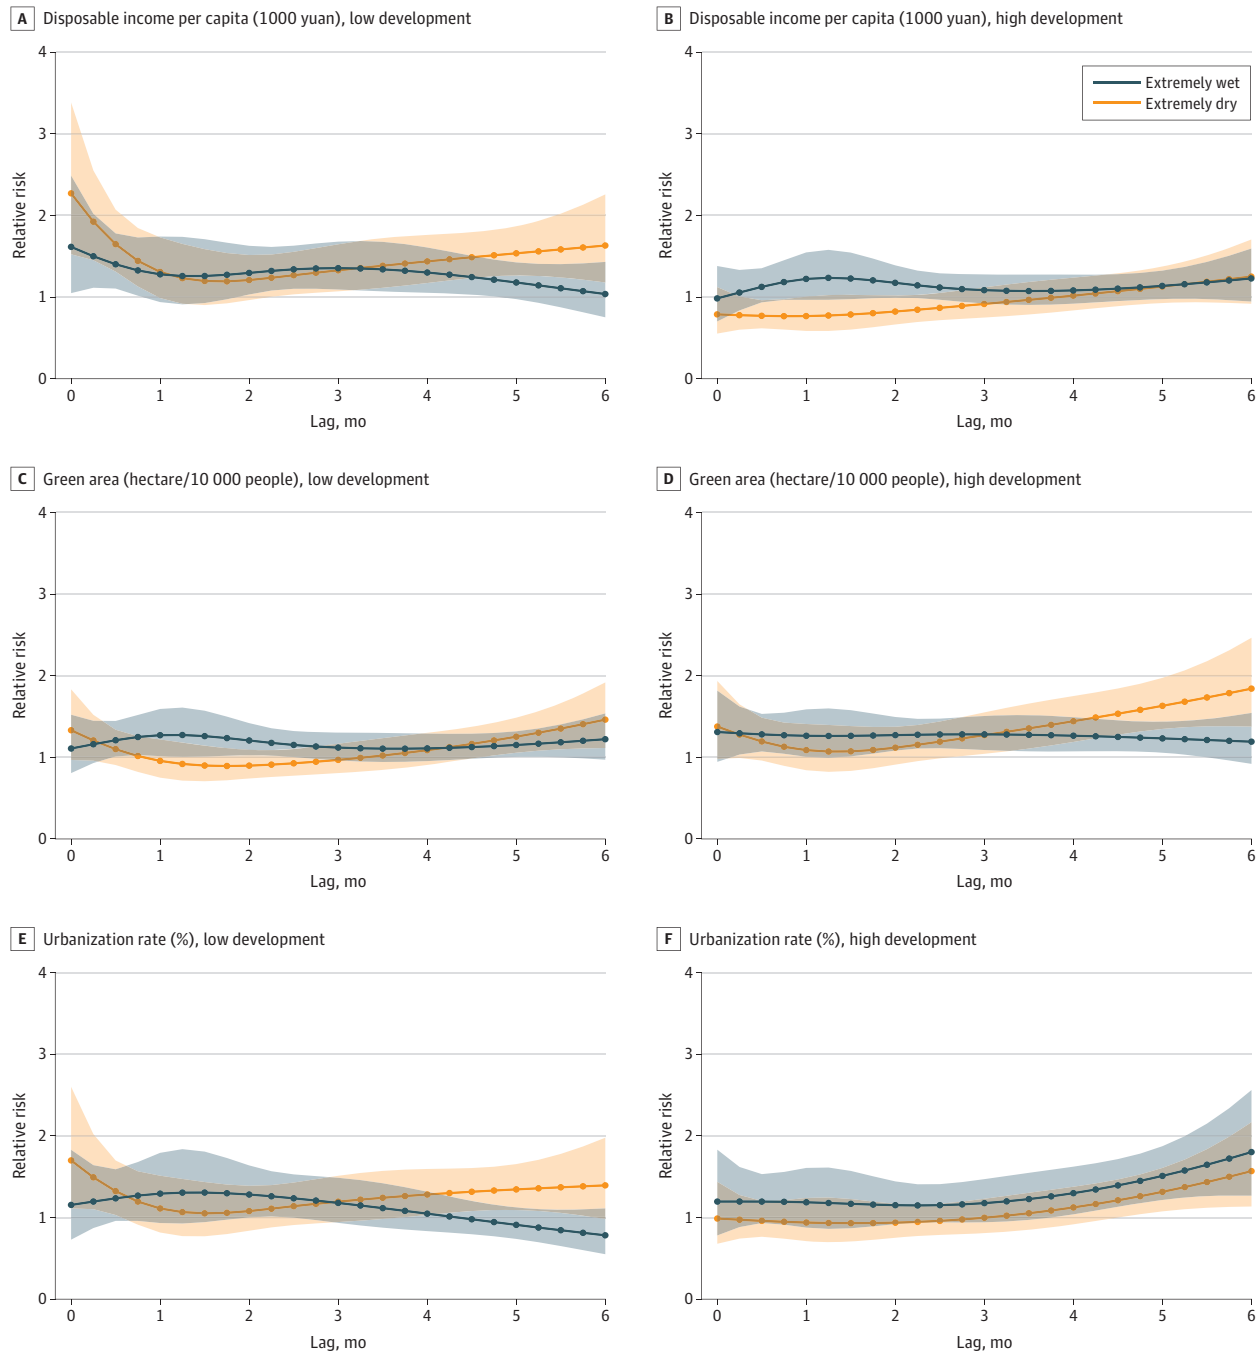 A Disposable income per capita (1000 yuan), low development
4
3
2
1
0
Relative risk
0 1 2 3 4 5 6
Lag, mo
B Disposable income per capita (1000 yuan), high development
Extremely wet
Extremely dry
4
3
2
1
0
Relative risk
0 1 2 3 4 5 6
Lag, mo
C Green area (hectare/10 000 people), low development
4
3
2
1
0
Relative risk
0 1 2 3 4 5 6
Lag, mo
D Green area (hectare/10 000 people), high development
4
3
2
1
0
Relative risk
0 1 2 3 4 5 6
Lag, mo
E Urbanization rate (%), low development
4
3
2
1
0
Relative risk
0 1 2 3 4 5 6
Lag, mo
F Urbanization rate (%), high development
4
3
2
1
0
Relative risk
0 1 2 3 4 5 6
Lag, mo